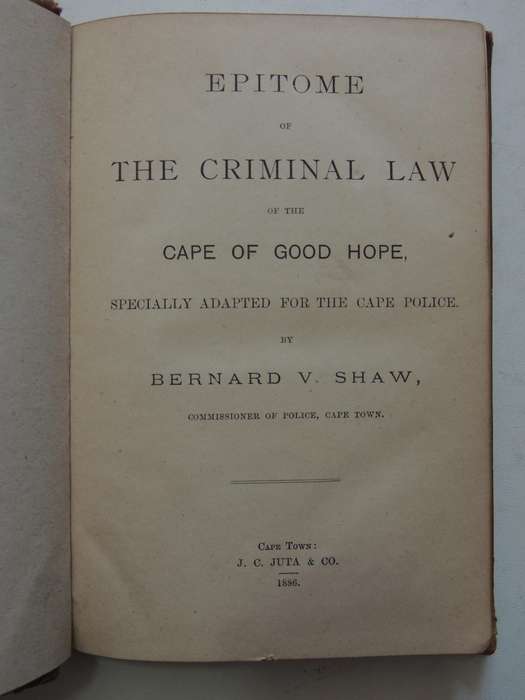 EPITOME
OF
THE CRIMINAL LAW
OF THE
CAPE OF GOOD HOPE,
SPECIALLY ADAPTED FOR THE CAPE POLICE.
BY
BERNARD V. SHAW,
COMMISSIONER OF POLICE, CAPE TOWN.
CAPE TOWN:
J. C. JUTA & CO.
1886.